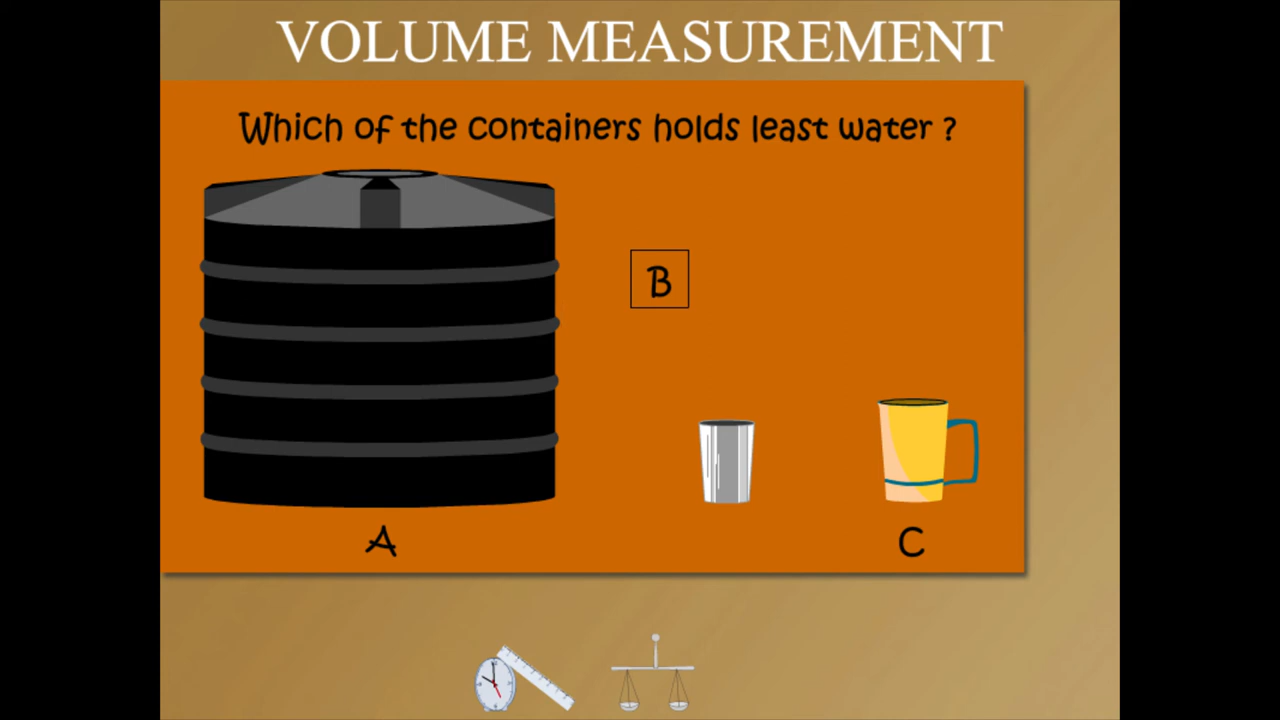 VOLUME MEASUREMENT
Which of the containers holds least water ?
B
A
C